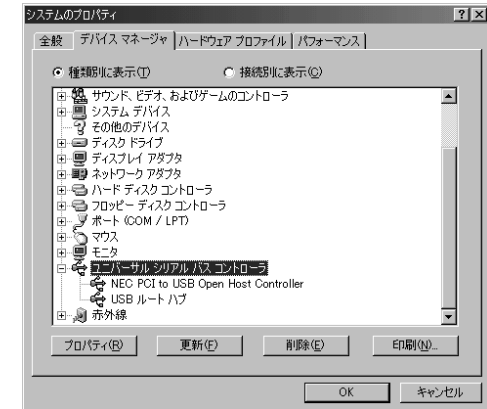 システムのプロパティ
全般 デバイス マネージャ ハードウェア プロファイル パフォーマンス
種類別に表示(T) 接続別に表示(C)
サウンド、ビデオ、およびゲームのコントローラ
システム デバイス
その他のデバイス
ディスク ドライブ
ディスプレイ アダプタ
ネットワーク アダプタ
ハード ディスク コントローラ
フロッピー ディスク コントローラ
ポート (COM / LPT)
マウス
モニタ
ユニバーサル シリアル バス コントローラ
NEC PCI to USB Open Host Controller
USB ルート ハブ
赤外線
プロパティ(R) 更新(F) 削除(E) 印刷(N)...
OK キャンセル